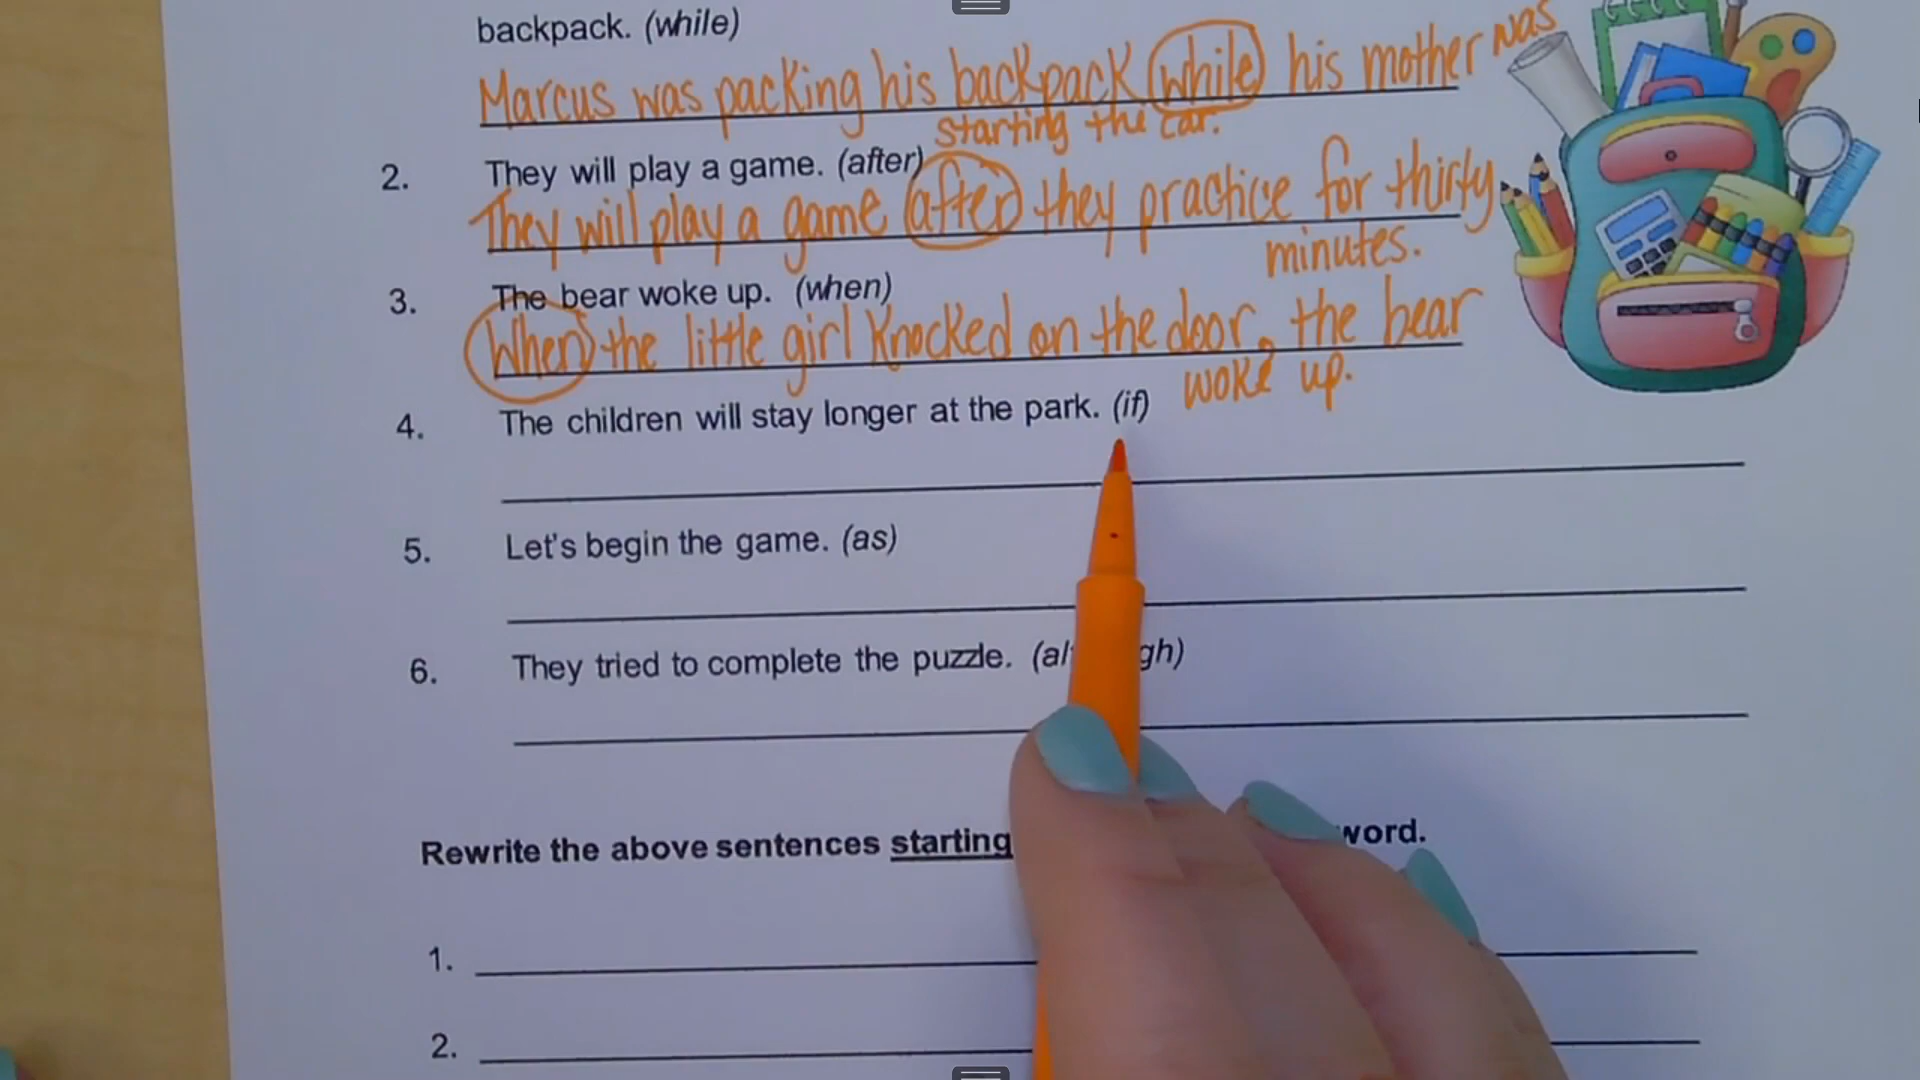 backpack. (while)
Marcus was packing his backpack while his mother was
starting the car.
2. They will play a game. (after)
They will play a game after they practice for thirty
minutes.
3. The bear woke up. (when)
When the little girl knocked on the door, the bear
woke up.
4. The children will stay longer at the park. (if)
5. Let's begin the game. (as)
6. They tried to complete the puzzle.
Rewrite the above sentences starting word.
1.
2.